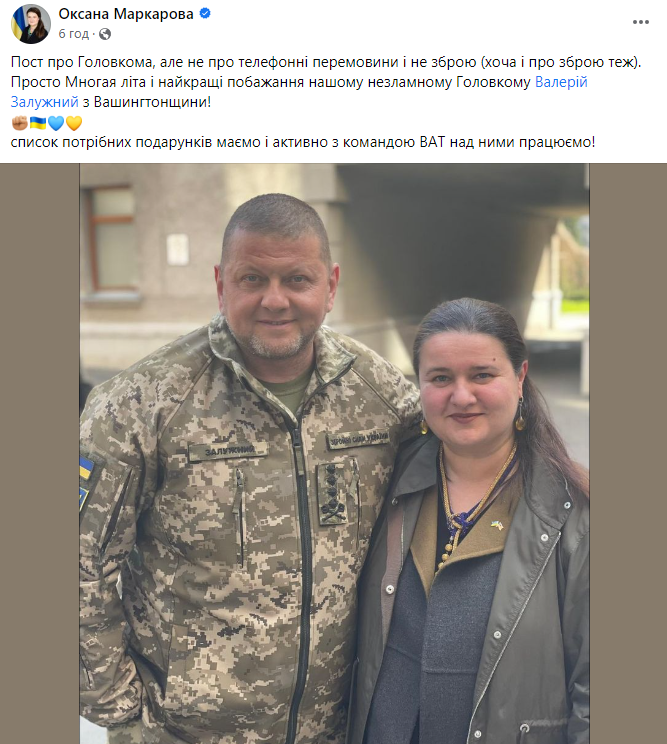 Оксана Маркарова
6 год ·
Пост про Головкома, але не про телефонні перемовини і не зброю (хоча і про зброю теж).
Просто Многая літа і найкращі побажання нашому незламному Головкому Валерій
Залужний з Вашингтонщини!
✊🏽🇺🇦💙💛
список потрібних подарунків маємо і активно з командою ВАТ над ними працюємо!
ЗАЛУЖНИЙ
ЗБРОЙНІ СИЛИ УКРАЇНИ